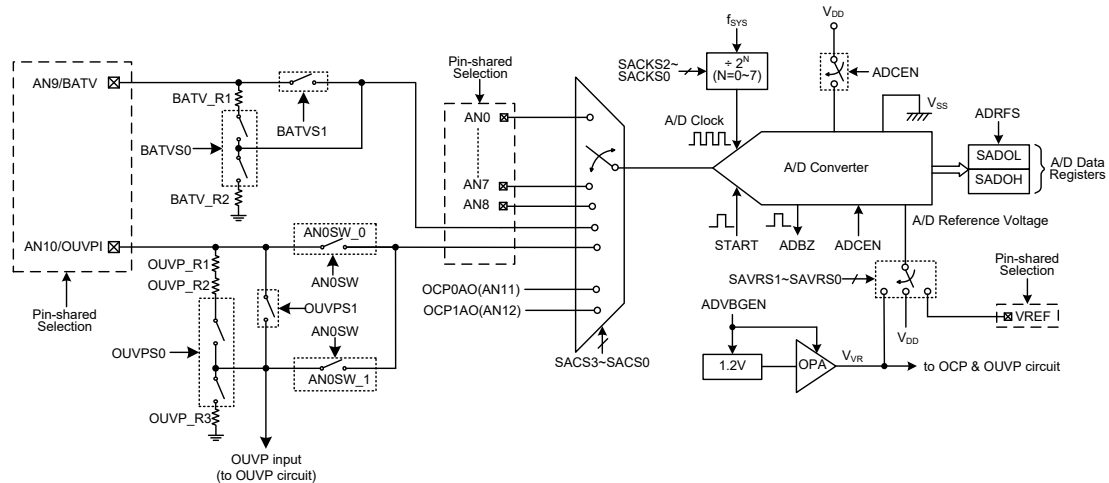 AN9/BATV
BATV_R1
BATVS1
BATVS0
BATV_R2
AN10/OUVPI
Pin-shared
Selection
OUVP_R1
OUVP_R2
OUVPS0
OUVP_R3
AN0SW_0
AN0SW
OUVPS1
AN0SW
AN0SW_1
OUVP input
(to OUVP circuit)
Pin-shared
Selection
AN0
AN7
AN8
OCP0AO(AN11)
OCP1AO(AN12)
SACS3~SACS0
fSYS
SACKS2~
SACKS0
÷ 2^N
(N=0~7)
A/D Clock
VDD
ADCEN
VSS
A/D Converter
START
ADBZ
ADCEN
ADRFS
SADOL
SADOH
A/D Data
Registers
A/D Reference Voltage
SAVRS1~SAVRS0
Pin-shared
Selection
VREF
VDD
ADVBGEN
1.2V
OPA
VVR
to OCP & OUVP circuit